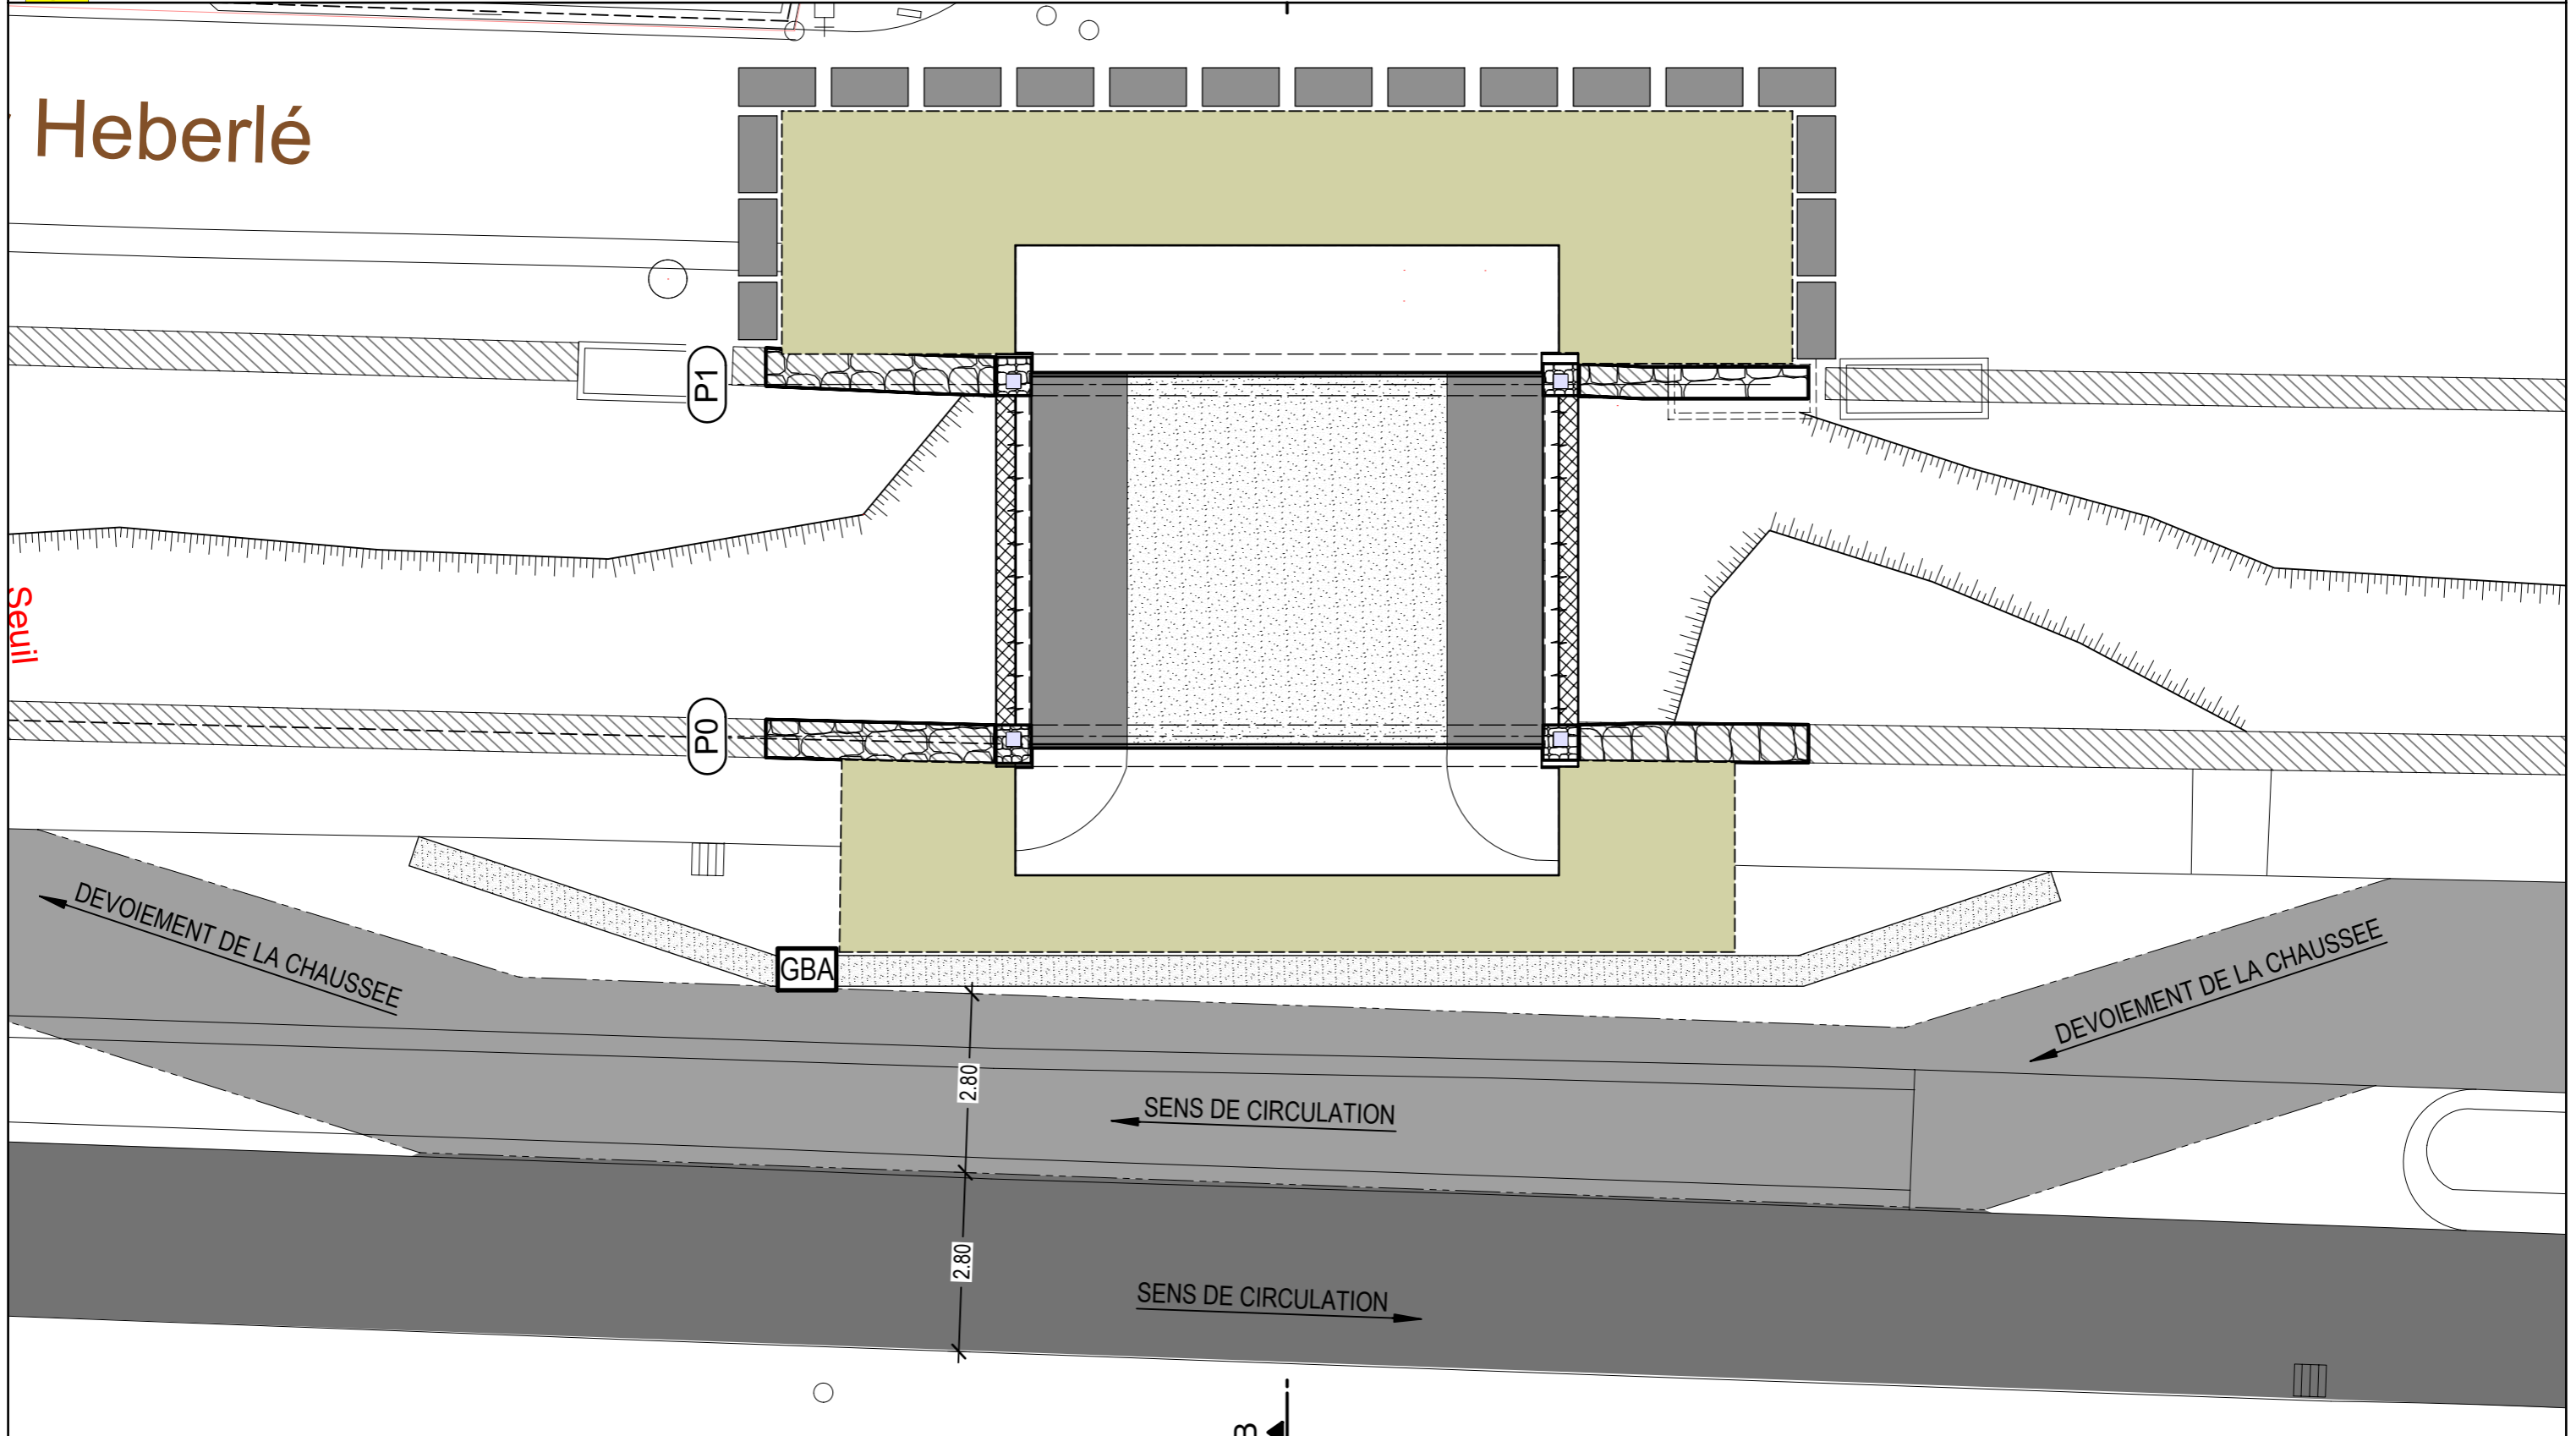 Heberlé
P1
Seuil
P0
DEVOIEMENT DE LA CHAUSSEE
GBA
DEVOIEMENT DE LA CHAUSSEE
2.80
SENS DE CIRCULATION
2.80
SENS DE CIRCULATION